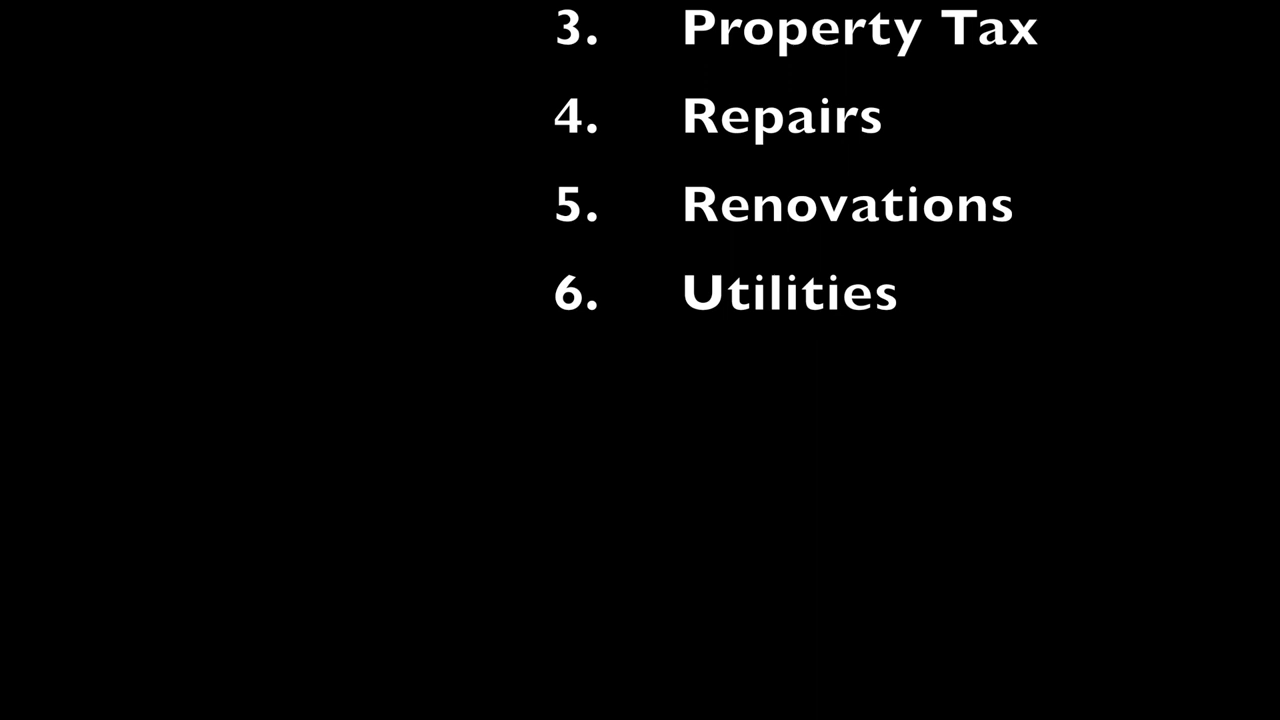 3. Property Tax
4. Repairs
5. Renovations
6. Utilities